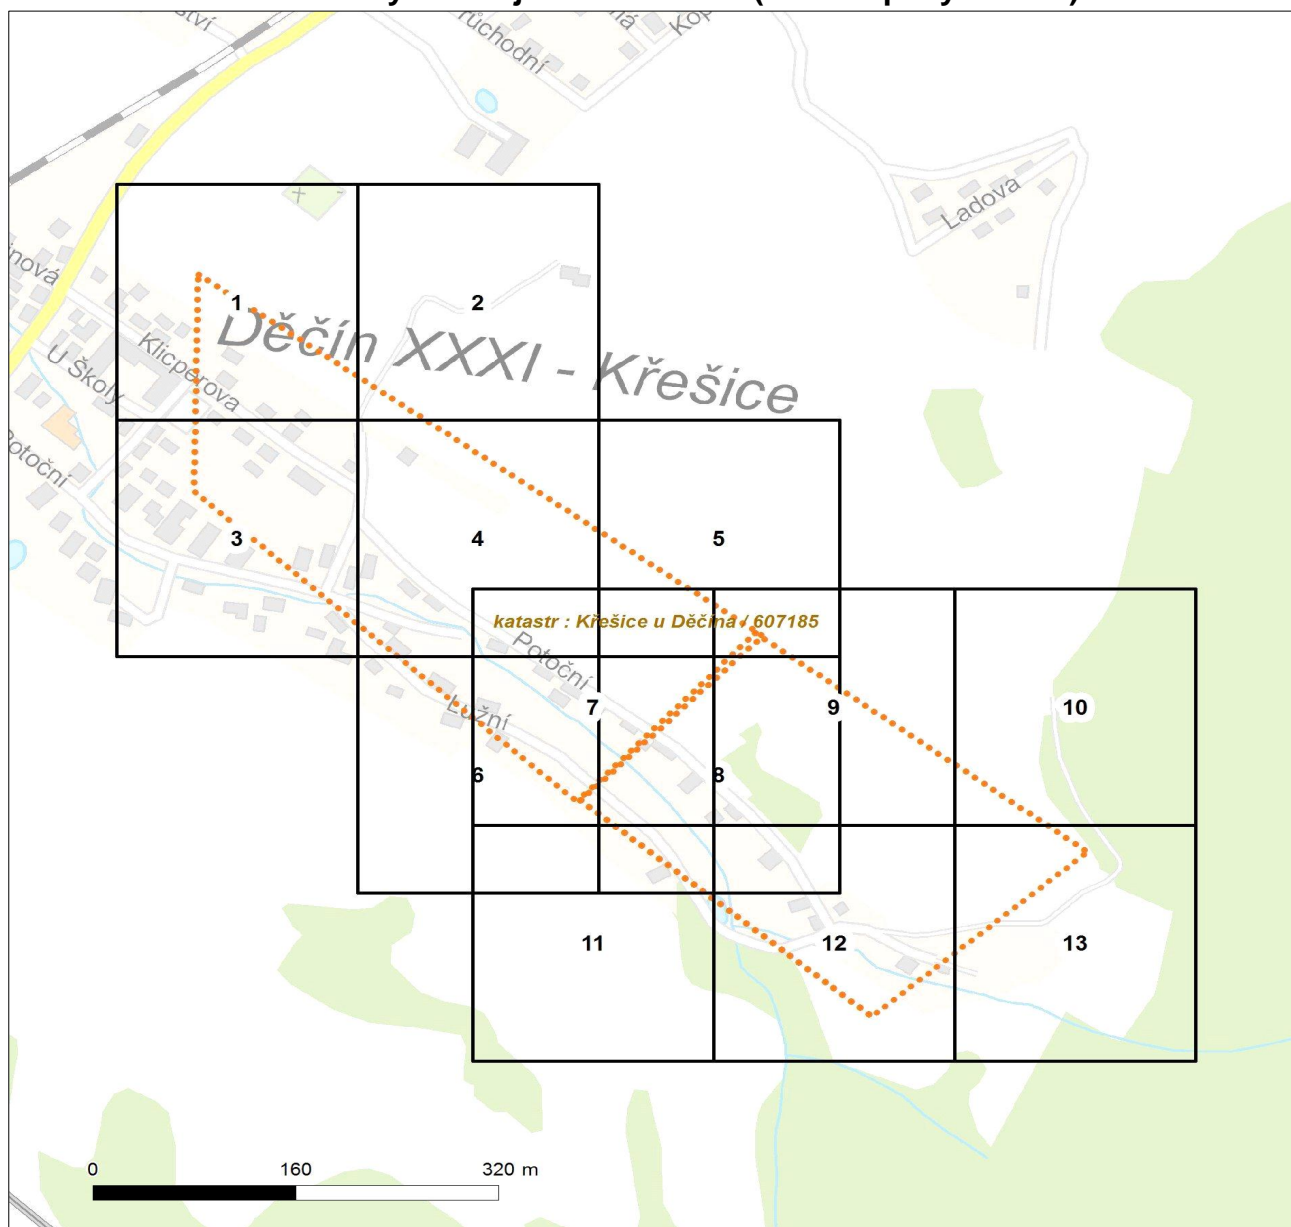 Ladova
1
2
Děčín XXXI - Křešice
Klicperova
U Školy
Potoční
3
4
5
katastr : Křešice u Děčína / 607185
Potoční
Lužní
7
9
10
6
8
11
12
13
0 160 320 m